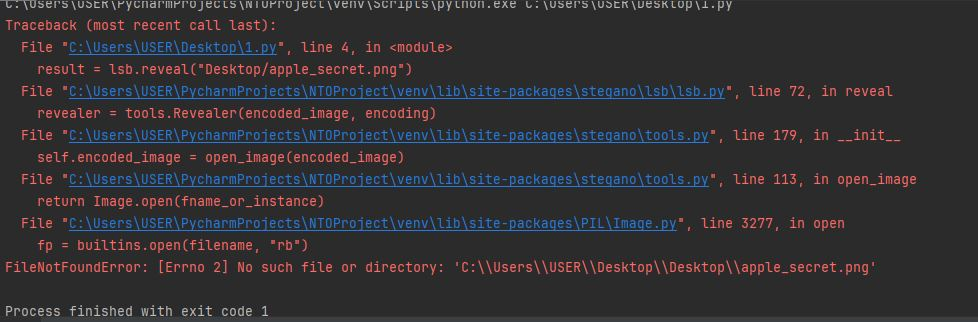 C:\Users\USER\PycharmProjects\NTOProject\venv\Scripts\python.exe C:\Users\USER\Desktop\1.py
Traceback (most recent call last):
  File "C:\Users\USER\Desktop\1.py", line 4, in <module>
    result = lsb.reveal("Desktop/apple_secret.png")
  File "C:\Users\USER\PycharmProjects\NTOProject\venv\lib\site-packages\stegano\lsb\lsb.py", line 72, in reveal
    revealer = tools.Revealer(encoded_image, encoding)
  File "C:\Users\USER\PycharmProjects\NTOProject\venv\lib\site-packages\stegano\tools.py", line 179, in __init__
    self.encoded_image = open_image(encoded_image)
  File "C:\Users\USER\PycharmProjects\NTOProject\venv\lib\site-packages\stegano\tools.py", line 113, in open_image
    return Image.open(fname_or_instance)
  File "C:\Users\USER\PycharmProjects\NTOProject\venv\lib\site-packages\PIL\Image.py", line 3277, in open
    fp = builtins.open(filename, "rb")
FileNotFoundError: [Errno 2] No such file or directory: 'C:\\Users\\USER\\Desktop\\Desktop\\apple_secret.png'
Process finished with exit code 1